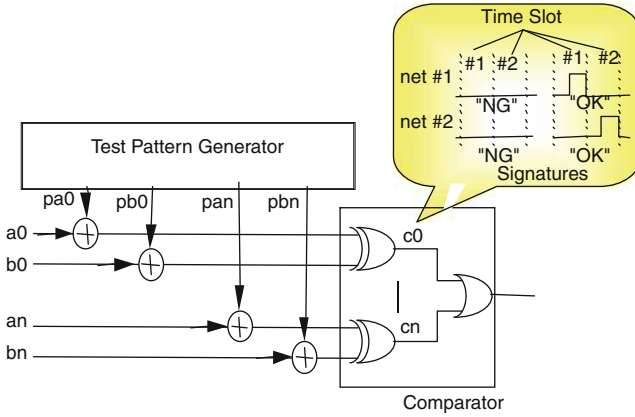 Time Slot
#1 #2 #1 #2
net #1
"NG" "OK"
net #2
"NG" "OK"
Signatures
Test Pattern Generator
pa0 pb0 pan pbn
a0
b0
c0
an
cn
bn
Comparator